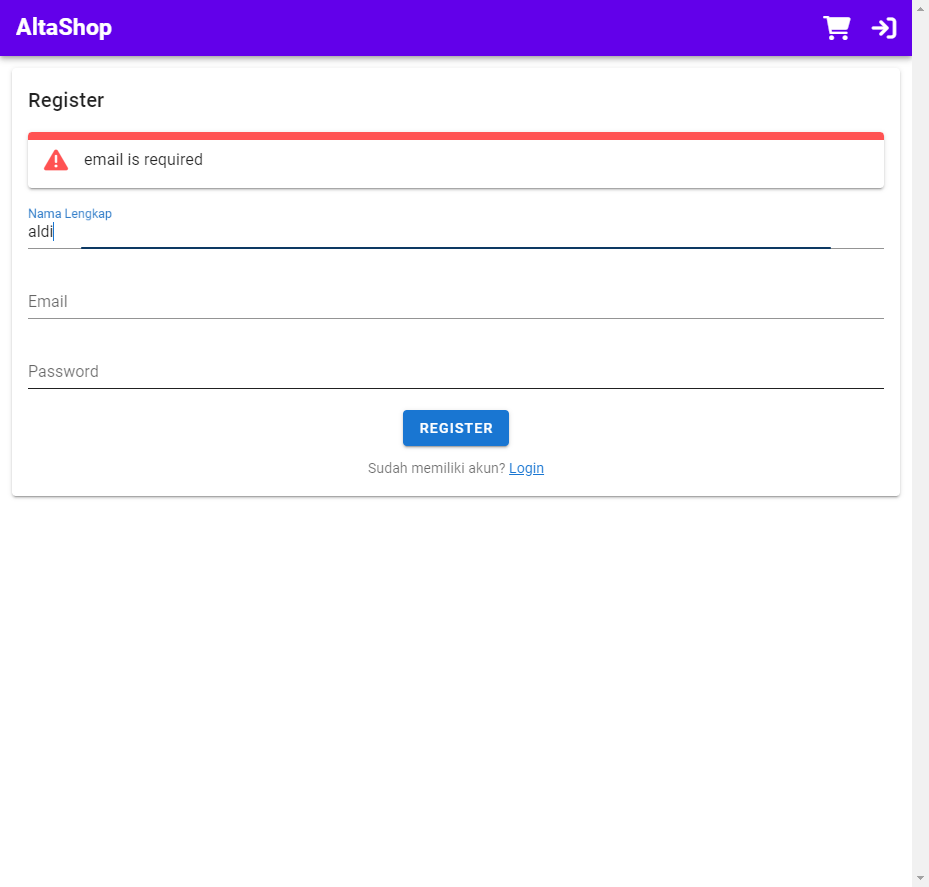 AltaShop
Register
email is required
Nama Lengkap
aldi
Email
Password
REGISTER
Sudah memiliki akun? Login